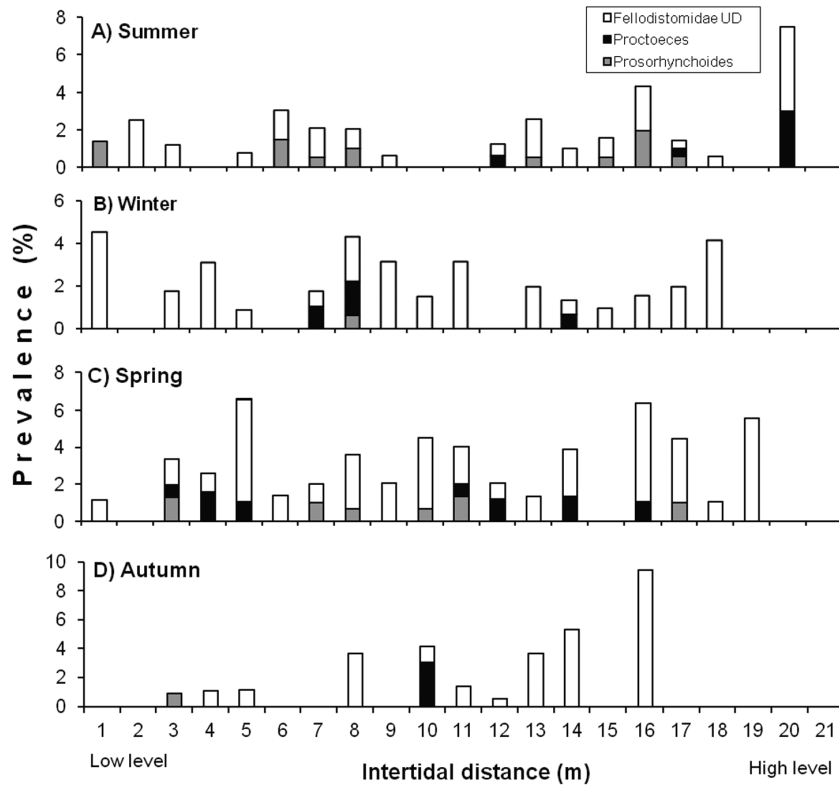 A) Summer
Fellodistomidae UD
Proctoeces
Prosorhynchoides
8
6
4
2
0
B) Winter
6
4
2
0
C) Spring
8
6
4
2
0
D) Autumn
10
8
6
4
2
0
Prevalence (%)
1 2 3 4 5 6 7 8 9 10 11 12 13 14 15 16 17 18 19 20 21
Low level
Intertidal distance (m)
High level